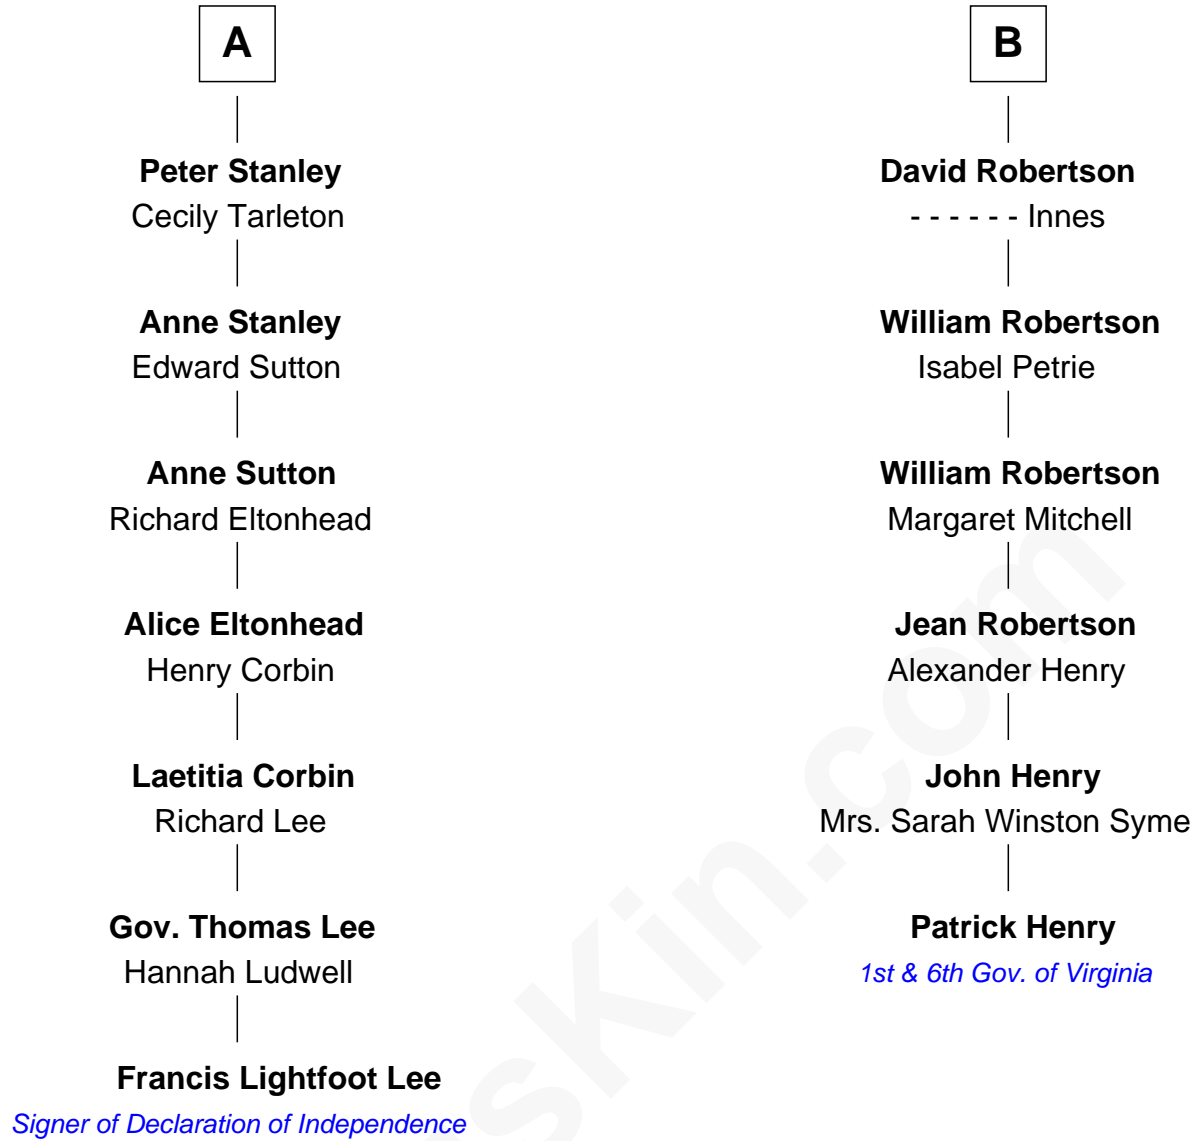 A
Peter Stanley
Cecily Tarleton
Anne Stanley
Edward Sutton
Anne Sutton
Richard Eltonhead
Alice Eltonhead
Henry Corbin
Laetitia Corbin
Richard Lee
Gov. Thomas Lee
Hannah Ludwell
Francis Lightfoot Lee
Signer of Declaration of Independence
B
David Robertson
- - - - - - Innes
William Robertson
Isabel Petrie
William Robertson
Margaret Mitchell
Jean Robertson
Alexander Henry
John Henry
Mrs. Sarah Winston Syme
Patrick Henry
1st & 6th Gov. of Virginia